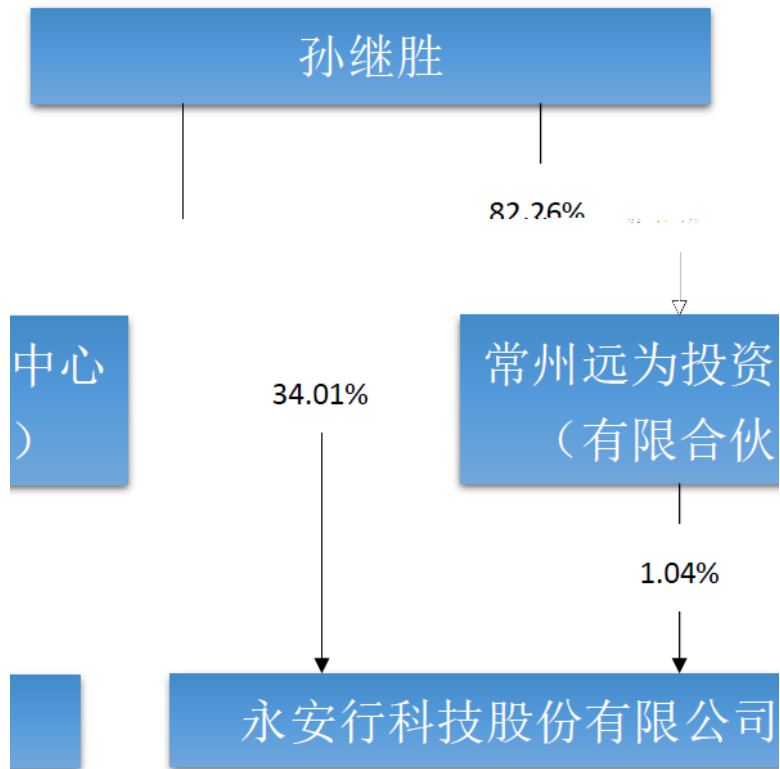 孙继胜
82.26%
中心
）
34.01%
常州远为投资
（有限合伙
1.04%
永安行科技股份有限公司